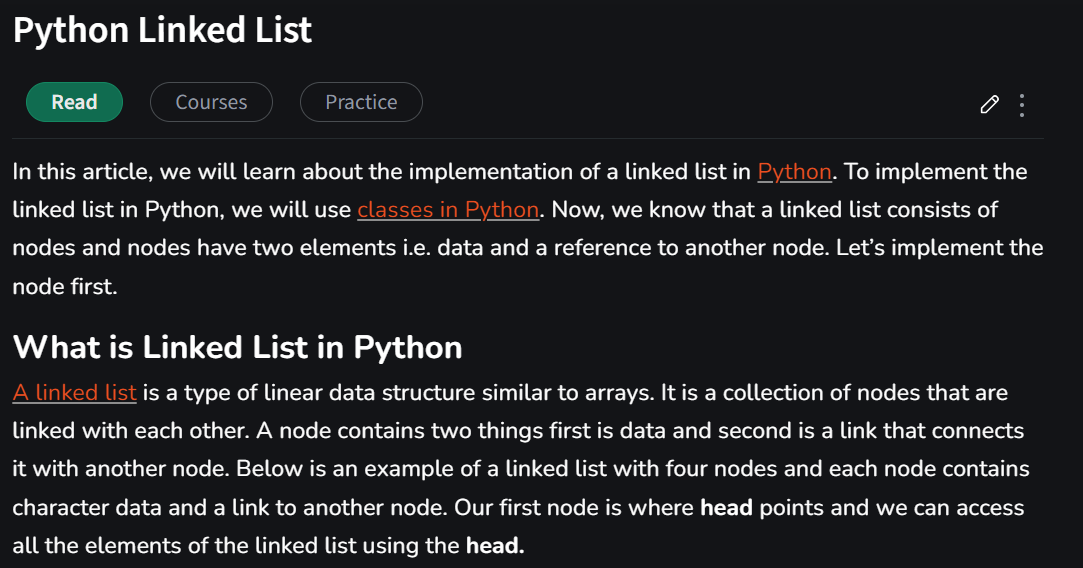 Python Linked List
Read Courses Practice
In this article, we will learn about the implementation of a linked list in Python. To implement the
linked list in Python, we will use classes in Python. Now, we know that a linked list consists of
nodes and nodes have two elements i.e. data and a reference to another node. Let’s implement the
node first.
What is Linked List in Python
A linked list is a type of linear data structure similar to arrays. It is a collection of nodes that are
linked with each other. A node contains two things first is data and second is a link that connects
it with another node. Below is an example of a linked list with four nodes and each node contains
character data and a link to another node. Our first node is where head points and we can access
all the elements of the linked list using the head.